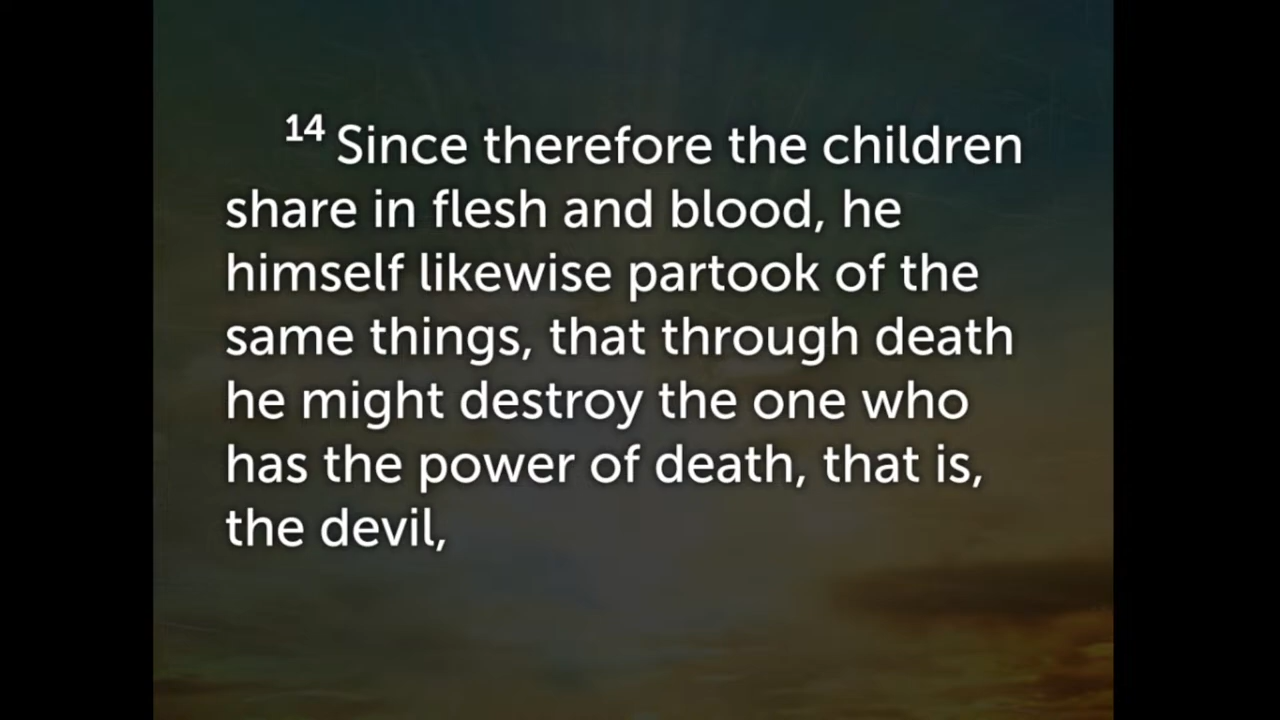 14 Since therefore the children
share in flesh and blood, he
himself likewise partook of the
same things, that through death
he might destroy the one who
has the power of death, that is,
the devil,